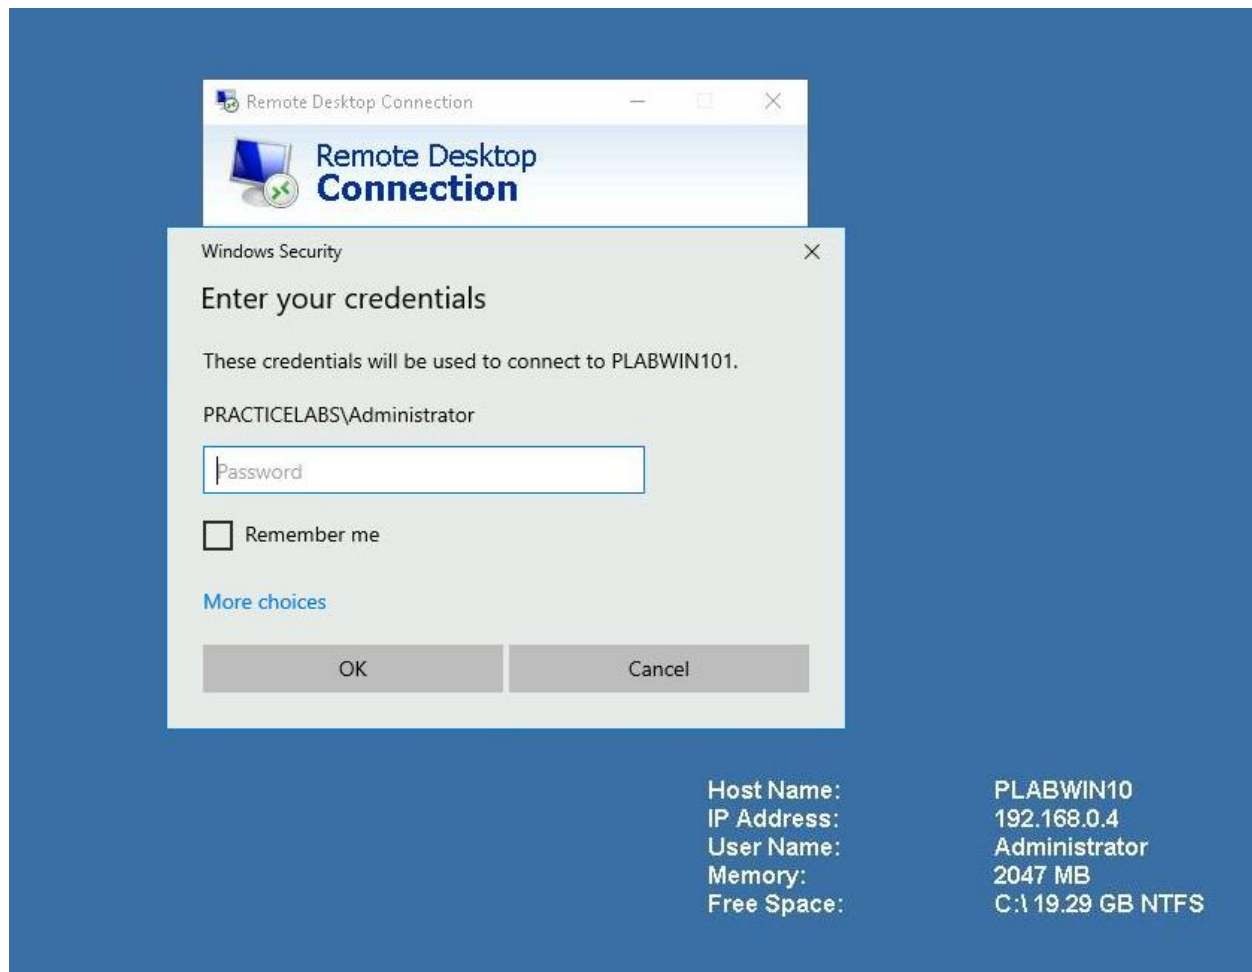 Remote Desktop Connection
Remote Desktop
Connection
Windows Security
Enter your credentials
These credentials will be used to connect to PLABWIN101.
PRACTICELABS\Administrator
Password
Remember me
More choices
OK Cancel
Host Name: PLABWIN10
IP Address: 192.168.0.4
User Name: Administrator
Memory: 2047 MB
Free Space: C:\ 19.29 GB NTFS